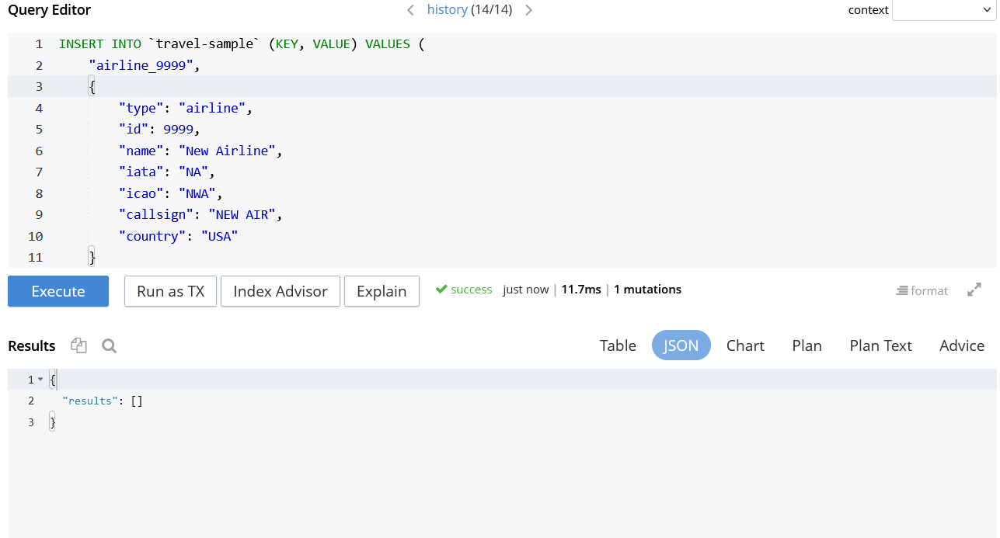 Query Editor
history (14/14)
context
1 INSERT INTO `travel-sample` (KEY, VALUE) VALUES (
2 "airline_9999",
3 {
4 "type": "airline",
5 "id": 9999,
6 "name": "New Airline",
7 "iata": "NA",
8 "icao": "NWA",
9 "callsign": "NEW AIR",
10 "country": "USA"
11 }
Execute Run as TX Index Advisor Explain success just now | 11.7ms | 1 mutations format
Results Table JSON Chart Plan Plan Text Advice
1 {
2 "results": []
3 }